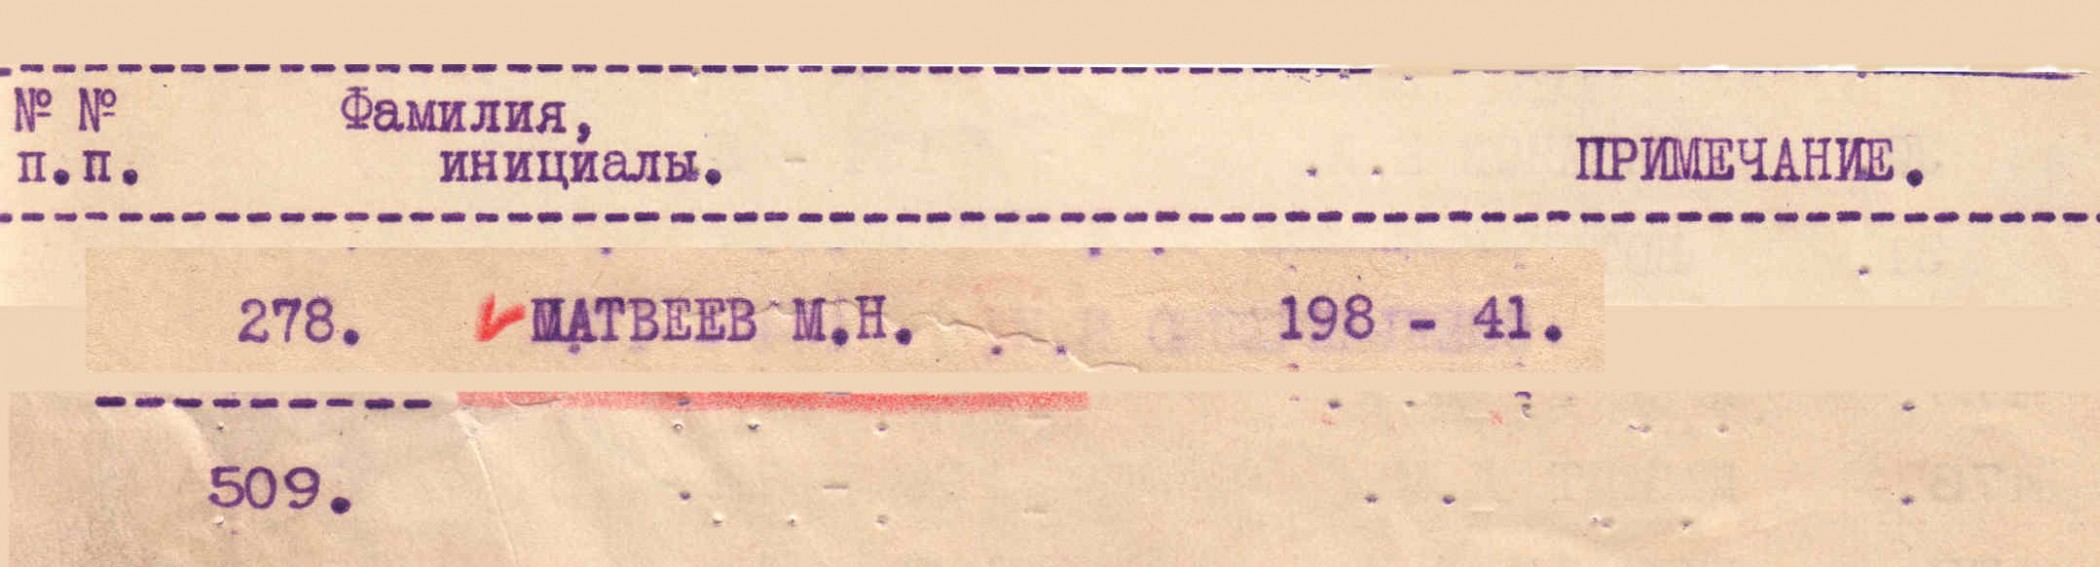 № № Фамилия,
п.п. инициалы. ПРИМЕЧАНИЕ.
278. МАТВЕЕВ М.Н. 198 - 41.
509.